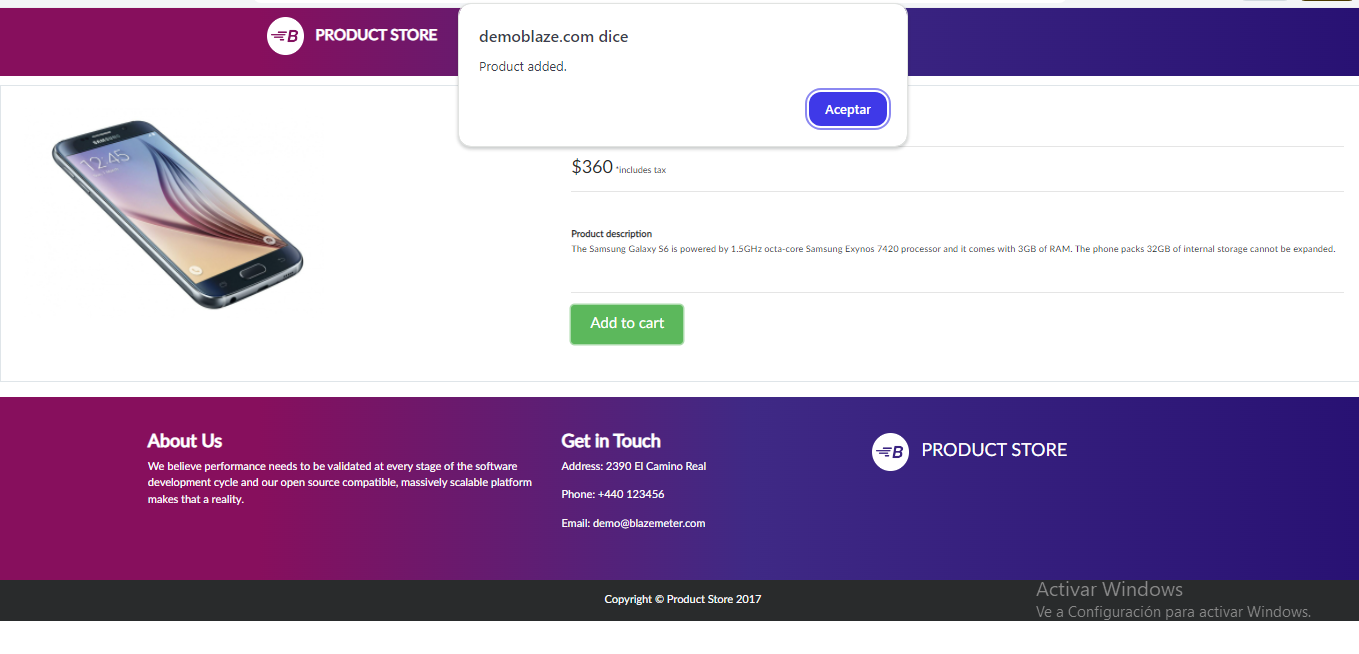 PRODUCT STORE
demoblaze.com dice
Product added.
Aceptar
SAMSUNG
12:45
$360 *includes tax
Product description
The Samsung Galaxy S6 is powered by 1.5GHz octa-core Samsung Exynos 7420 processor and it comes with 3GB of RAM. The phone packs 32GB of internal storage cannot be expanded.
Add to cart
About Us
We believe performance needs to be validated at every stage of the software
development cycle and our open source compatible, massively scalable platform
makes that a reality.
Get in Touch
Address: 2390 El Camino Real
Phone: +440 123456
Email: demo@blazemeter.com
PRODUCT STORE
Copyright © Product Store 2017
Activar Windows
Ve a Configuración para activar Windows.